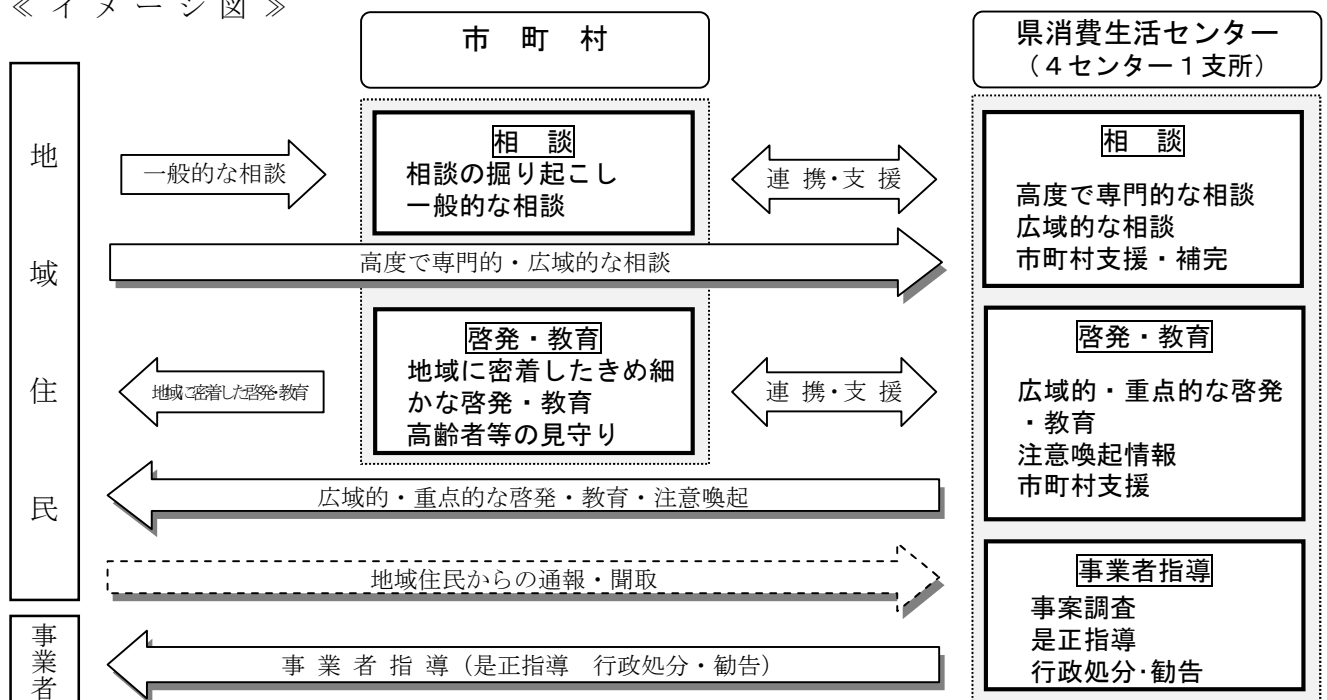 ≪イメージ図≫
市町村
県消費生活センター
（４センター１支所）
地域住民
一般的な相談
相 談
相談の掘り起こし
一般的な相談
連携・支援
相 談
高度で専門的な相談
広域的な相談
市町村支援・補完
高度で専門的・広域的な相談
地域に密着した啓発・教育
啓発・教育
地域に密着したきめ細
かな啓発・教育
高齢者等の見守り
連携・支援
啓発・教育
広域的・重点的な啓発
・教育
注意喚起情報
市町村支援
広域的・重点的な啓発・教育・注意喚起
地域住民からの通報・聞取
事業者指導
事案調査
是正指導
行政処分・勧告
事業者
事業者指導（是正指導 行政処分・勧告）